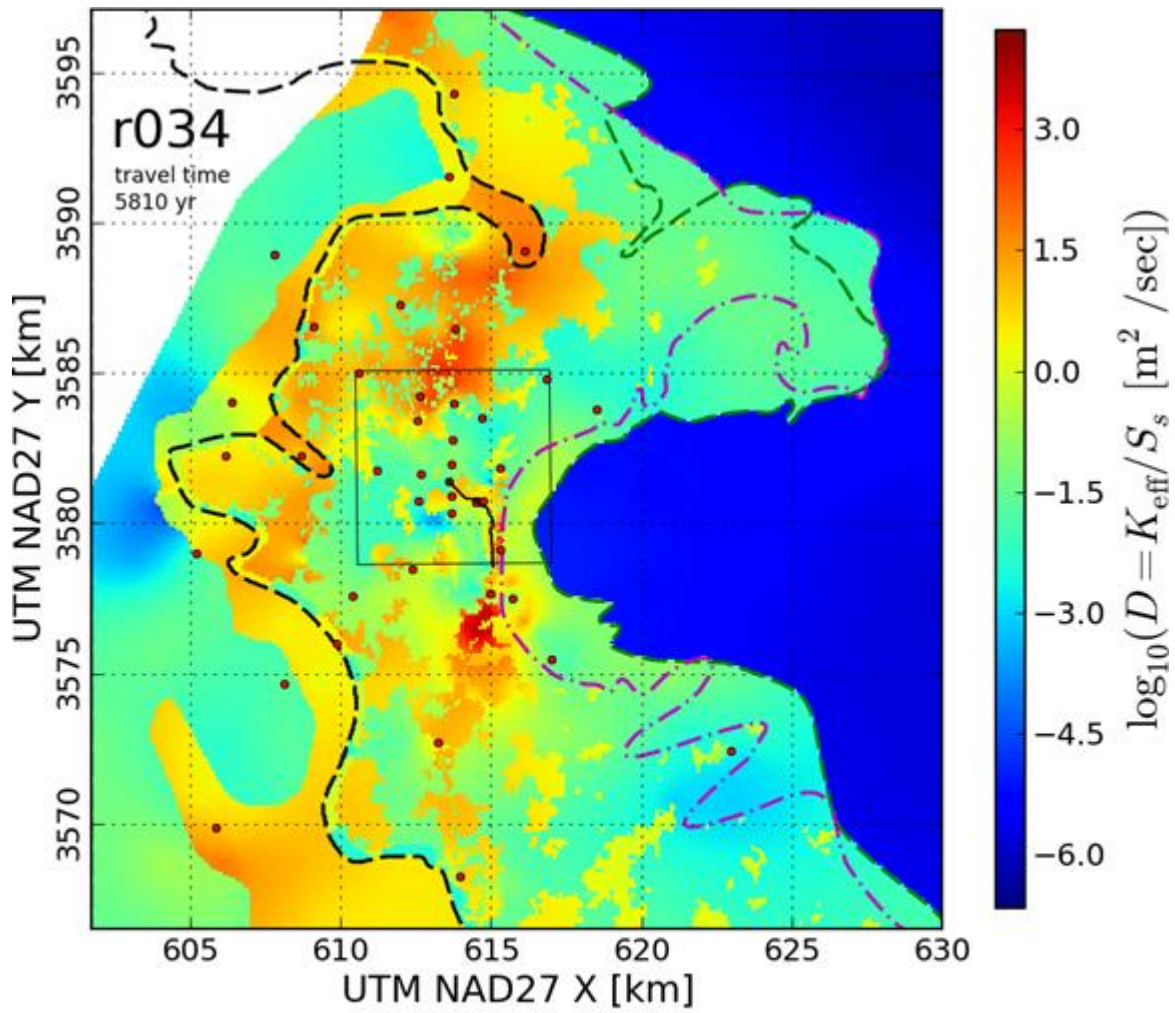 r034
travel time
5810 yr
3595
3590
3585
3580
3575
3570
UTM NAD27 Y [km]
605 610 615 620 625 630
UTM NAD27 X [km]
3.0
1.5
0.0
−1.5
−3.0
−4.5
−6.0
log₁₀(D = K_eff/S_s [m² /sec])